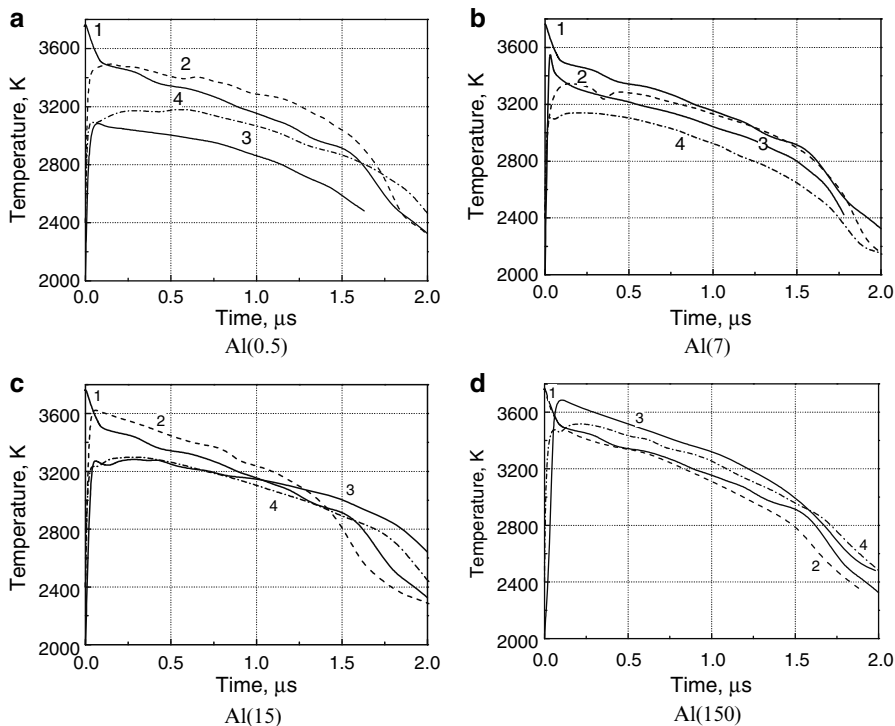 a
Temperature, K
3600
3200
2800
2400
2000
1
2
4
3
0.0 0.5 1.0 1.5 2.0
Time, μs
Al(0.5)
b
Temperature, K
3600
3200
2800
2400
2000
1
2
3
4
0.0 0.5 1.0 1.5 2.0
Time, μs
Al(7)
c
Temperature, K
3600
3200
2800
2400
2000
1
2
3
4
0.0 0.5 1.0 1.5 2.0
Time, μs
Al(15)
d
Temperature, K
3600
3200
2800
2400
2000
1
3
4
2
0.0 0.5 1.0 1.5 2.0
Time, μs
Al(150)